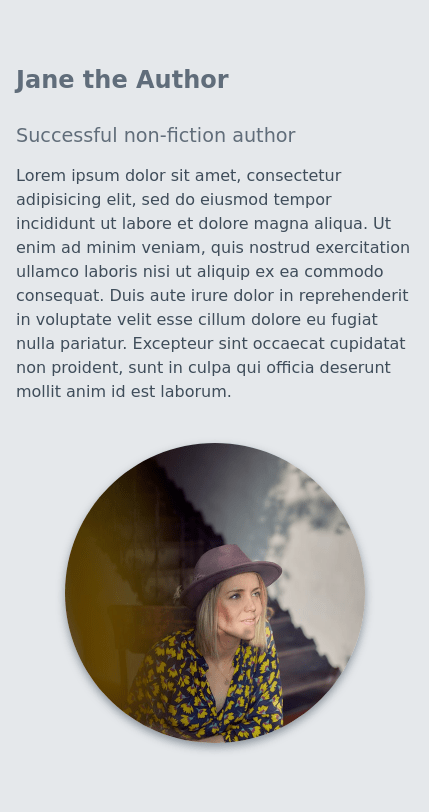 Jane the Author
Successful non-fiction author
Lorem ipsum dolor sit amet, consectetur
adipisicing elit, sed do eiusmod tempor
incididunt ut labore et dolore magna aliqua. Ut
enim ad minim veniam, quis nostrud exercitation
ullamco laboris nisi ut aliquip ex ea commodo
consequat. Duis aute irure dolor in reprehenderit
in voluptate velit esse cillum dolore eu fugiat
nulla pariatur. Excepteur sint occaecat cupidatat
non proident, sunt in culpa qui officia deserunt
mollit anim id est laborum.